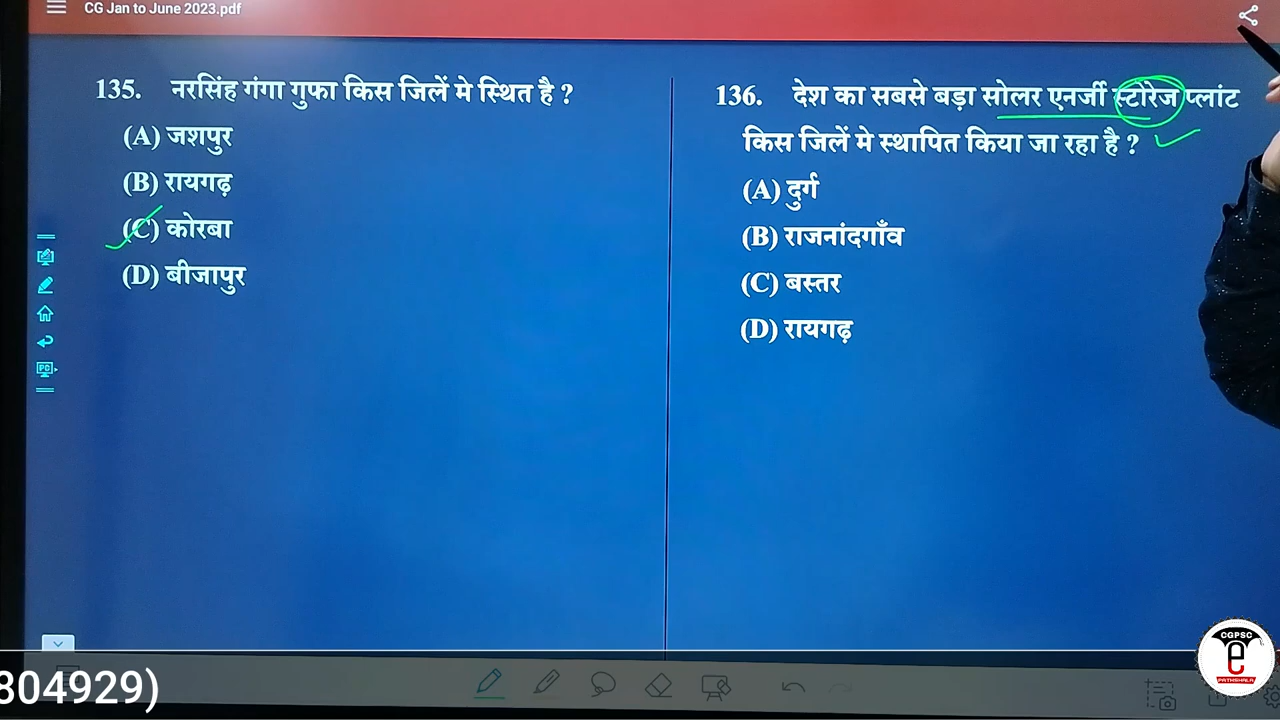 CG Jan to June 2023.pdf
135. नरसिंह गंगा गुफा किस जिलें मे स्थित है ?
(A) जशपुर
(B) रायगढ़
(C) कोरबा
(D) बीजापुर
136. देश का सबसे बड़ा सोलर एनर्जी स्टोरेज प्लांट
किस जिलें मे स्थापित किया जा रहा है ?
(A) दुर्ग
(B) राजनांदगाँव
(C) बस्तर
(D) रायगढ़
804929)
CGPSC
e
PATHSHALA